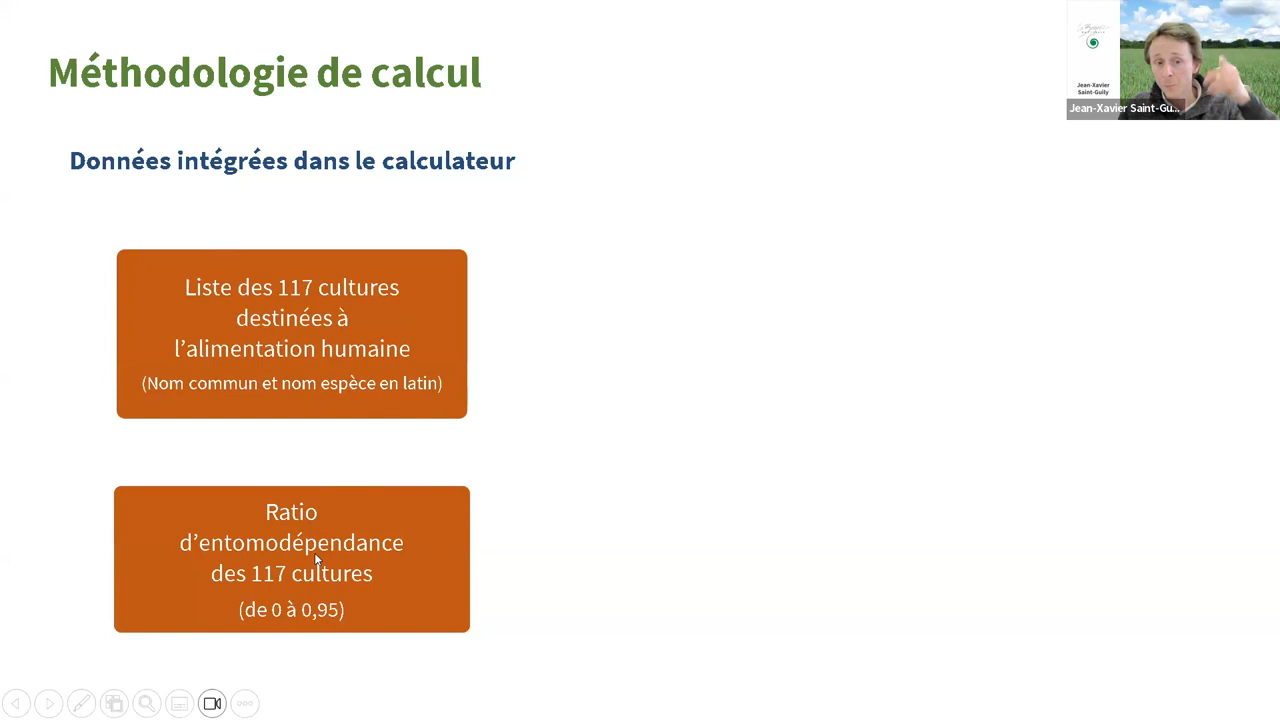 Méthodologie de calcul
Données intégrées dans le calculateur
Liste des 117 cultures
destinées à
l’alimentation humaine
(Nom commun et nom espèce en latin)
Ratio
d’entomodépendance
des 117 cultures
(de 0 à 0,95)
Jean-Xavier
Saint-Guily
Jean-Xavier Saint-Gu...